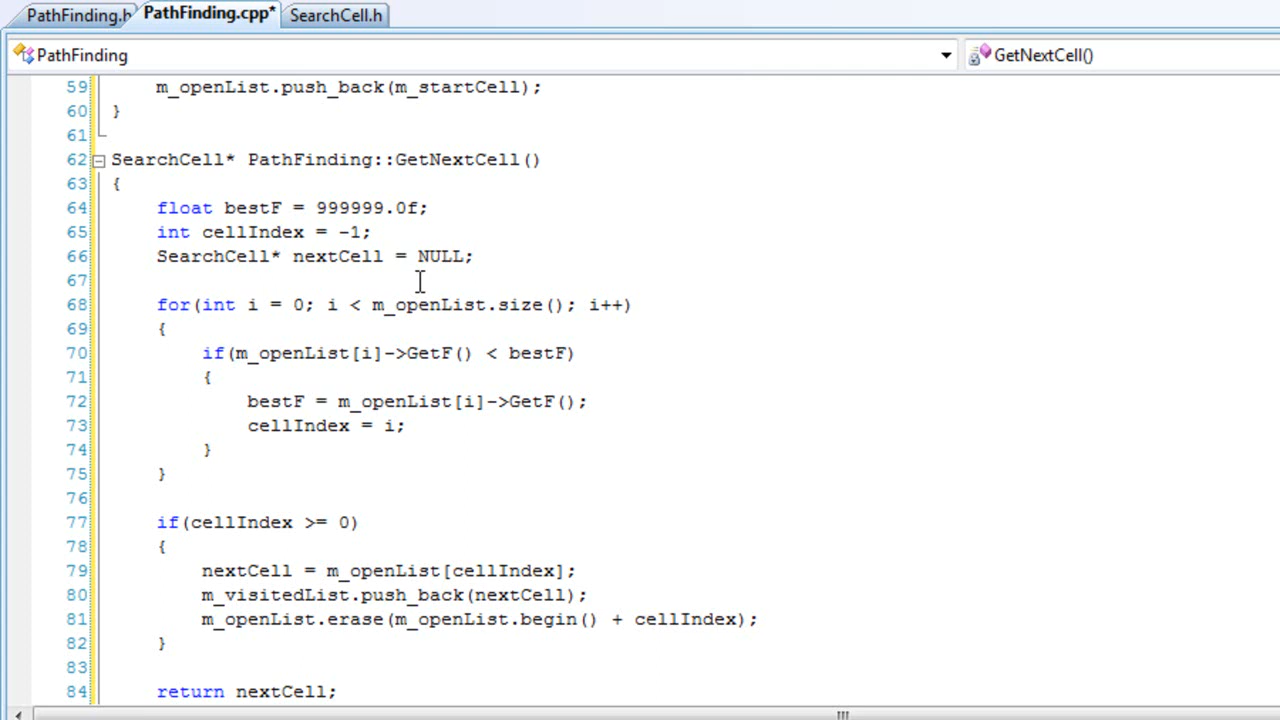 PathFinding.h PathFinding.cpp* SearchCell.h
PathFinding GetNextCell()
59 m_openList.push_back(m_startCell);
60 }
61
62 SearchCell* PathFinding::GetNextCell()
63 {
64 float bestF = 999999.0f;
65 int cellIndex = -1;
66 SearchCell* nextCell = NULL;
67
68 for(int i = 0; i < m_openList.size(); i++)
69 {
70 if(m_openList[i]->GetF() < bestF)
71 {
72 bestF = m_openList[i]->GetF();
73 cellIndex = i;
74 }
75 }
76
77 if(cellIndex >= 0)
78 {
79 nextCell = m_openList[cellIndex];
80 m_visitedList.push_back(nextCell);
81 m_openList.erase(m_openList.begin() + cellIndex);
82 }
83
84 return nextCell;